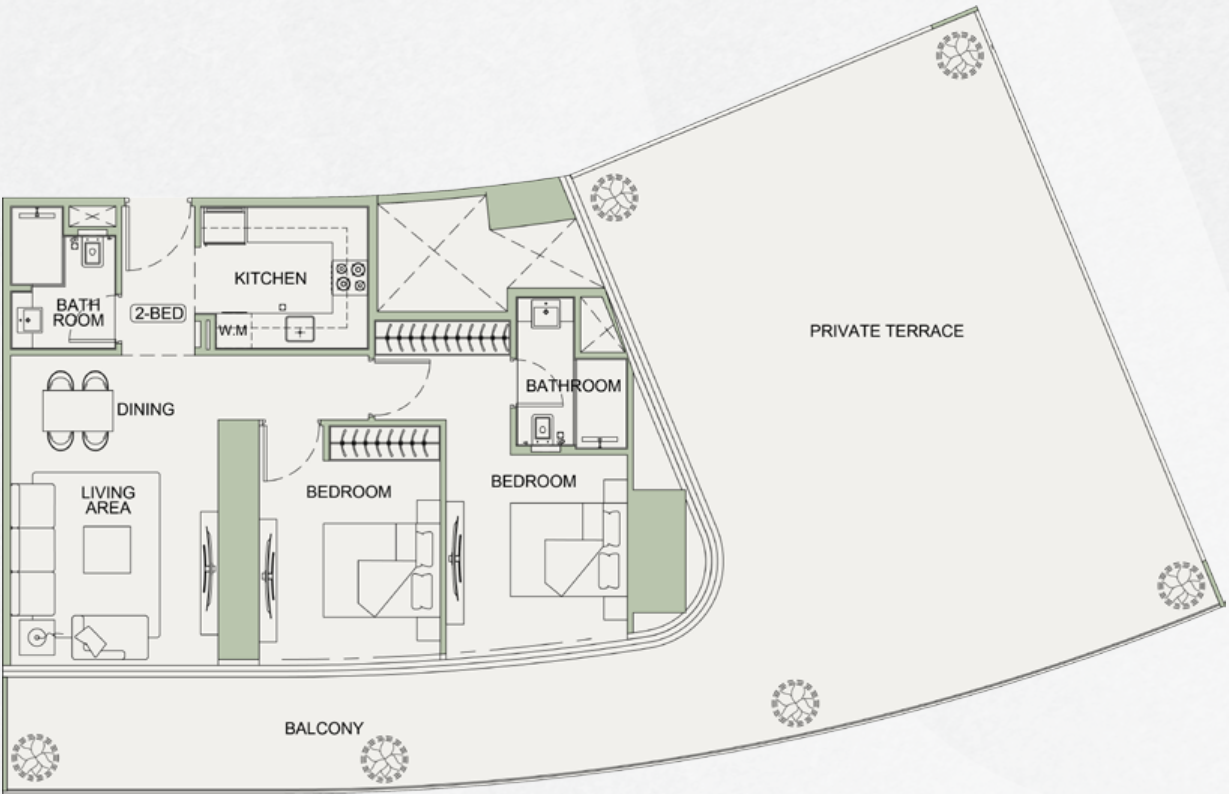 KITCHEN
BATH
ROOM
2-BED
W.M
PRIVATE TERRACE
BATHROOM
DINING
BEDROOM
LIVING
AREA
BEDROOM
BALCONY